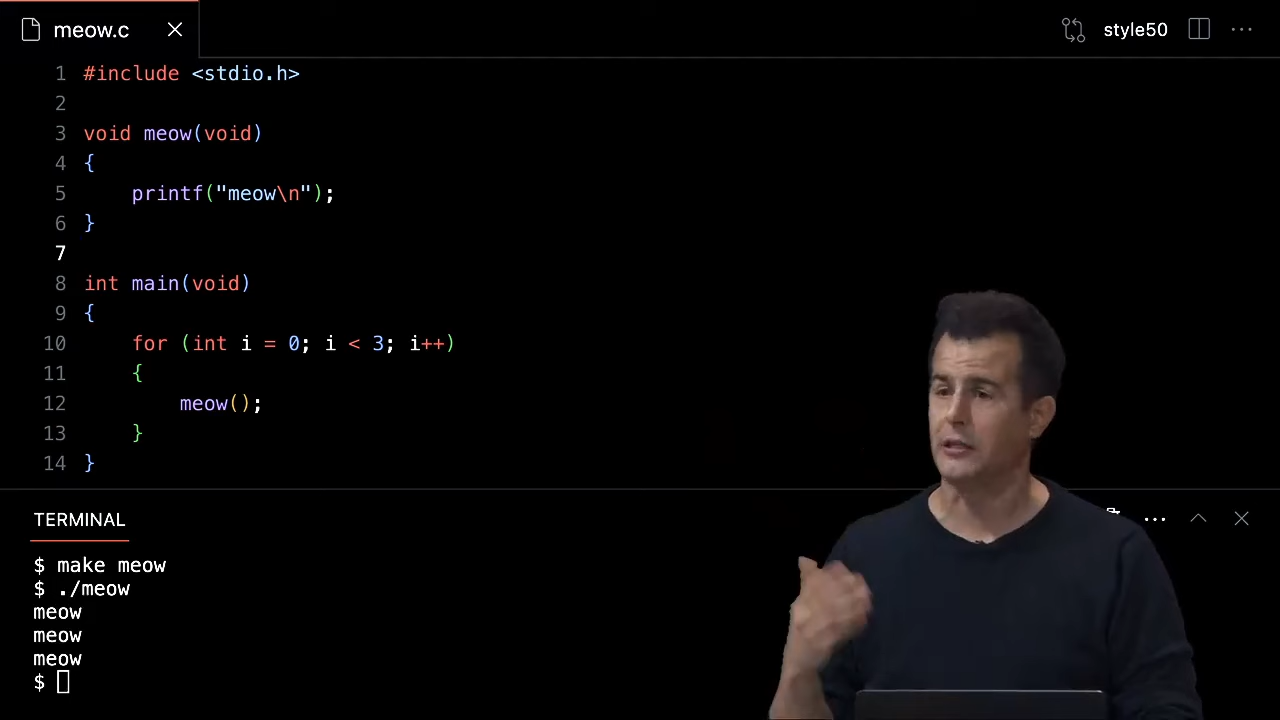 meow.c
style50
1 #include <stdio.h>
2
3 void meow(void)
4 {
5     printf("meow\n");
6 }
7
8 int main(void)
9 {
10     for (int i = 0; i < 3; i++)
11     {
12         meow();
13     }
14 }
TERMINAL
$ make meow
$ ./meow
meow
meow
meow
$